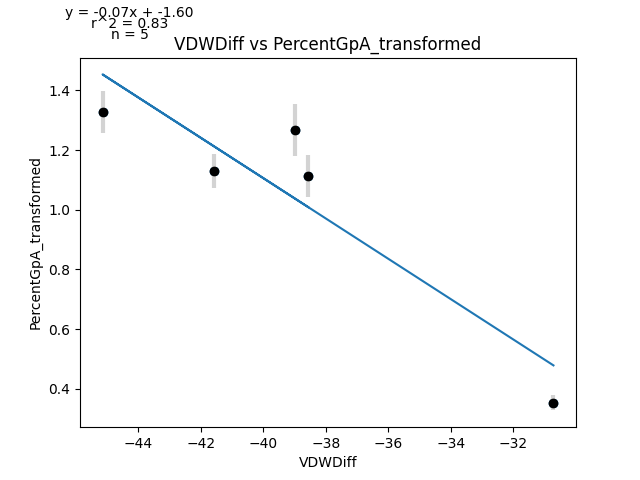 y = -0.07x + -1.60
r^2 = 0.83
n = 5
VDWDiff vs PercentGpA_transformed
PercentGpA_transformed
1.4
1.2
1.0
0.8
0.6
0.4
−44 −42 −40 −38 −36 −34 −32
VDWDiff